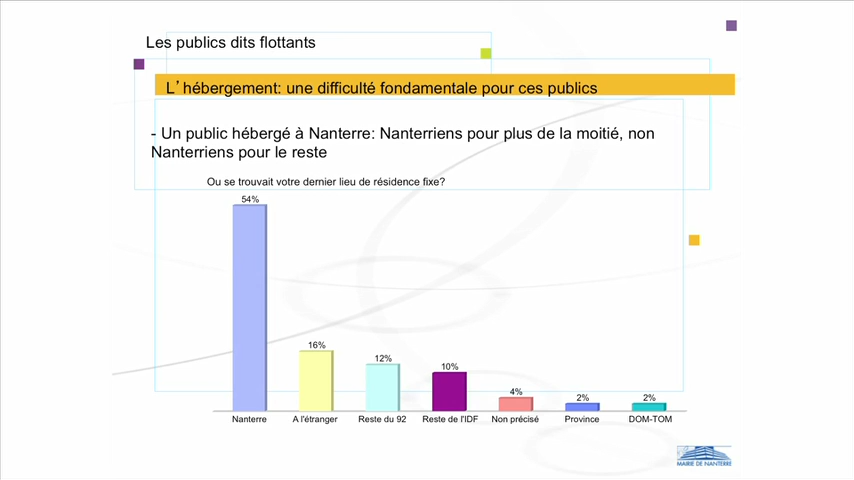 Les publics dits flottants
L’hébergement: une difficulté fondamentale pour ces publics
- Un public hébergé à Nanterre: Nanterriens pour plus de la moitié, non
Nanterriens pour le reste
Ou se trouvait votre dernier lieu de résidence fixe?
54%
16%
12%
10%
4%
2%
2%
Nanterre
A l'étranger
Reste du 92
Reste de l'IDF
Non précisé
Province
DOM-TOM
MAIRIE DE NANTERRE